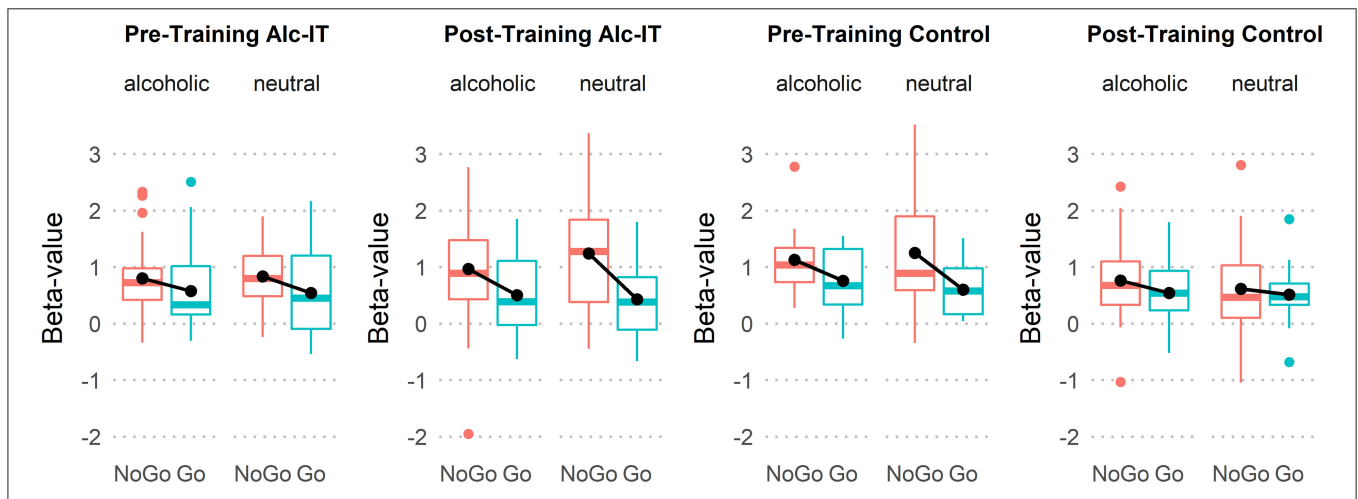 Pre-Training Alc-IT
Post-Training Alc-IT
Pre-Training Control
Post-Training Control
alcoholic neutral
alcoholic neutral
alcoholic neutral
alcoholic neutral
Beta-value
3
2
1
0
-1
-2
NoGo Go NoGo Go
Beta-value
3
2
1
0
-1
-2
NoGo Go NoGo Go
Beta-value
3
2
1
0
-1
-2
NoGo Go NoGo Go
Beta-value
3
2
1
0
-1
-2
NoGo Go NoGo Go